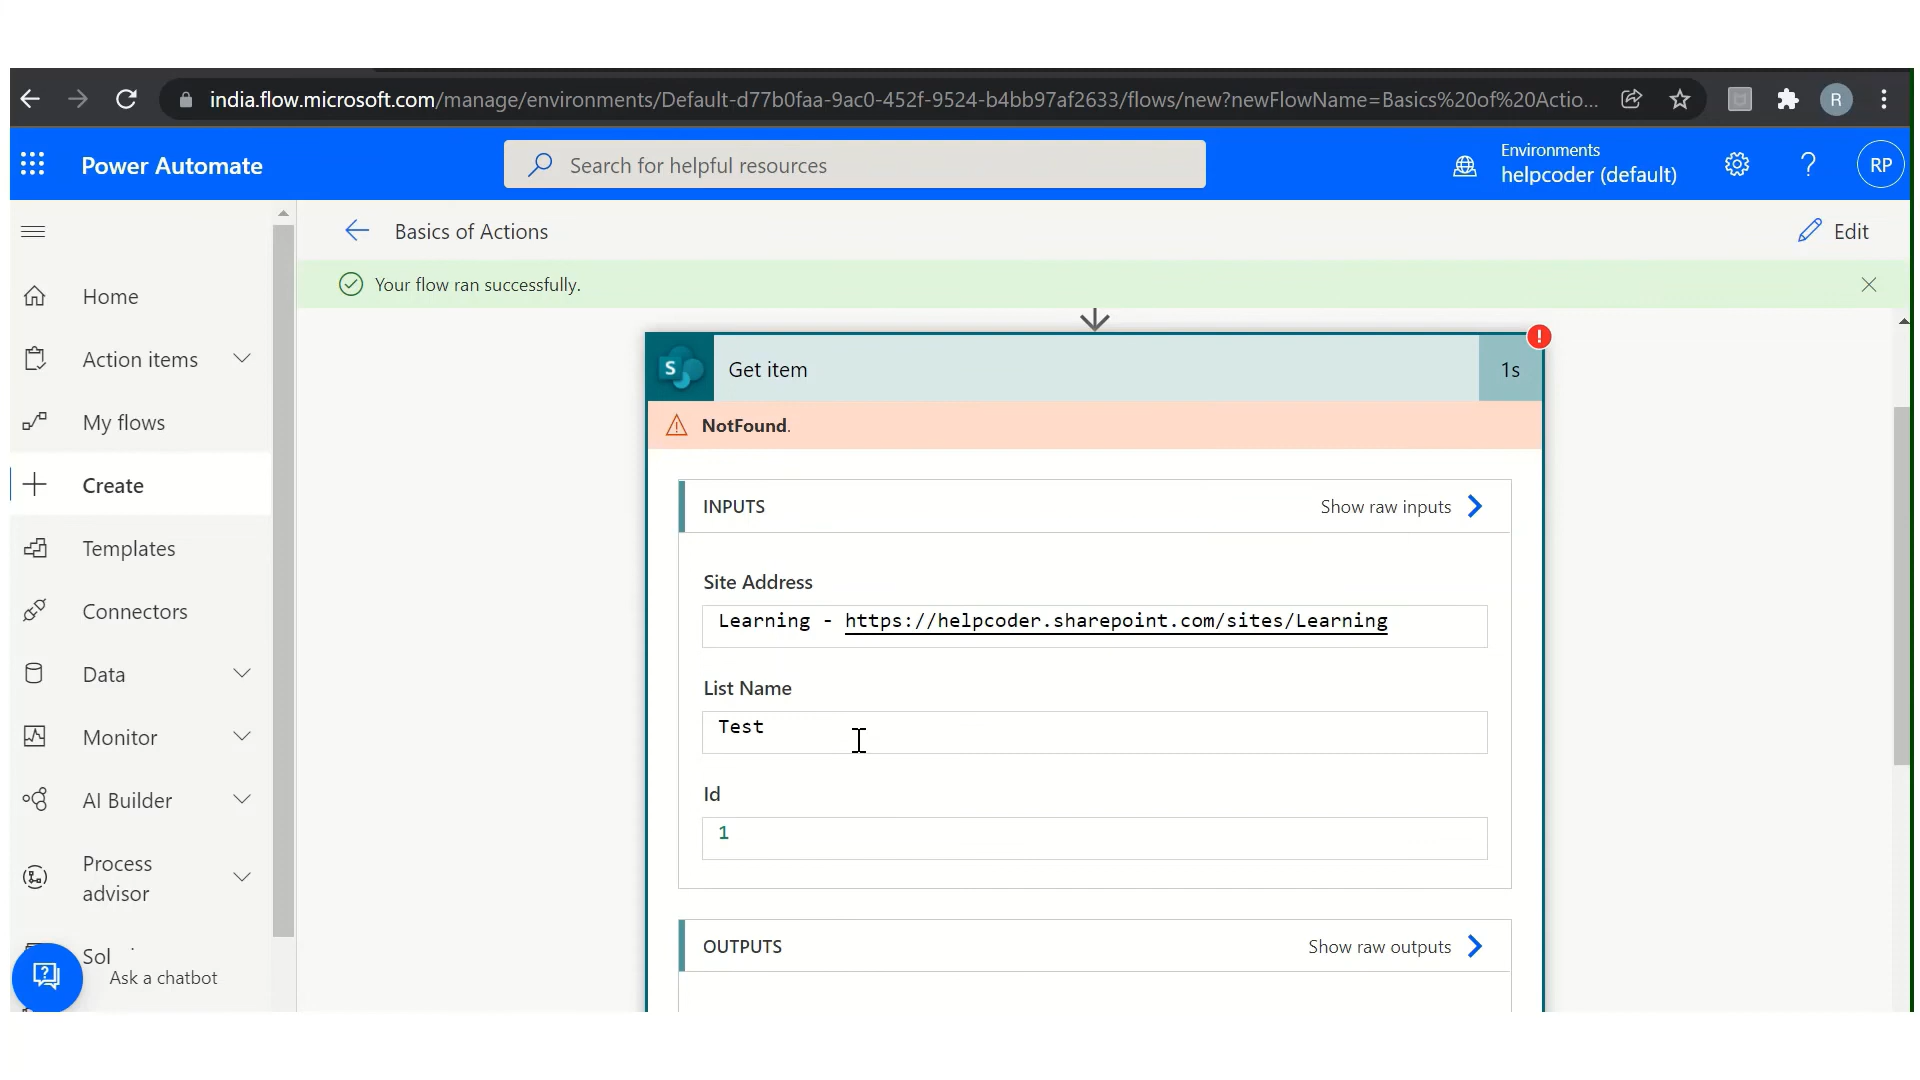 india.flow.microsoft.com/manage/environments/Default-d77b0faa-9ac0-452f-9524-b4bb97af2633/flows/new?newFlowName=Basics%20of%20Actio...
R
Power Automate
Search for helpful resources
Environments
helpcoder (default)
?
RP
Basics of Actions
Edit
Your flow ran successfully.
Home
Action items
My flows
Create
Templates
Connectors
Data
Monitor
AI Builder
Process
advisor
Sol
Ask a chatbot
S
Get item
1s
!
NotFound.
INPUTS
Show raw inputs
Site Address
Learning - https://helpcoder.sharepoint.com/sites/Learning
List Name
Test
Id
1
OUTPUTS
Show raw outputs